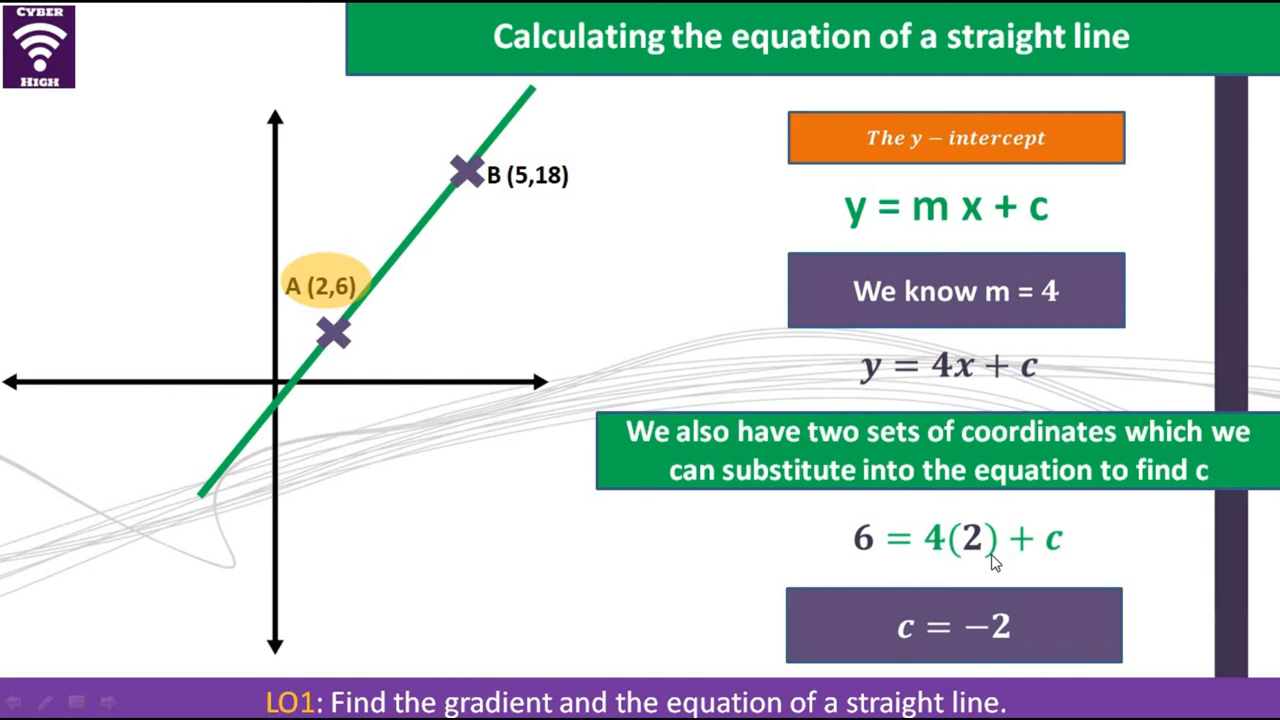 CYBER
HIGH
Calculating the equation of a straight line
B (5,18)
A (2,6)
The y − intercept
y = m x + c
We know m = 4
y = 4x + c
We also have two sets of coordinates which we
can substitute into the equation to find c
6 = 4(2) + c
c = −2
LO1: Find the gradient and the equation of a straight line.